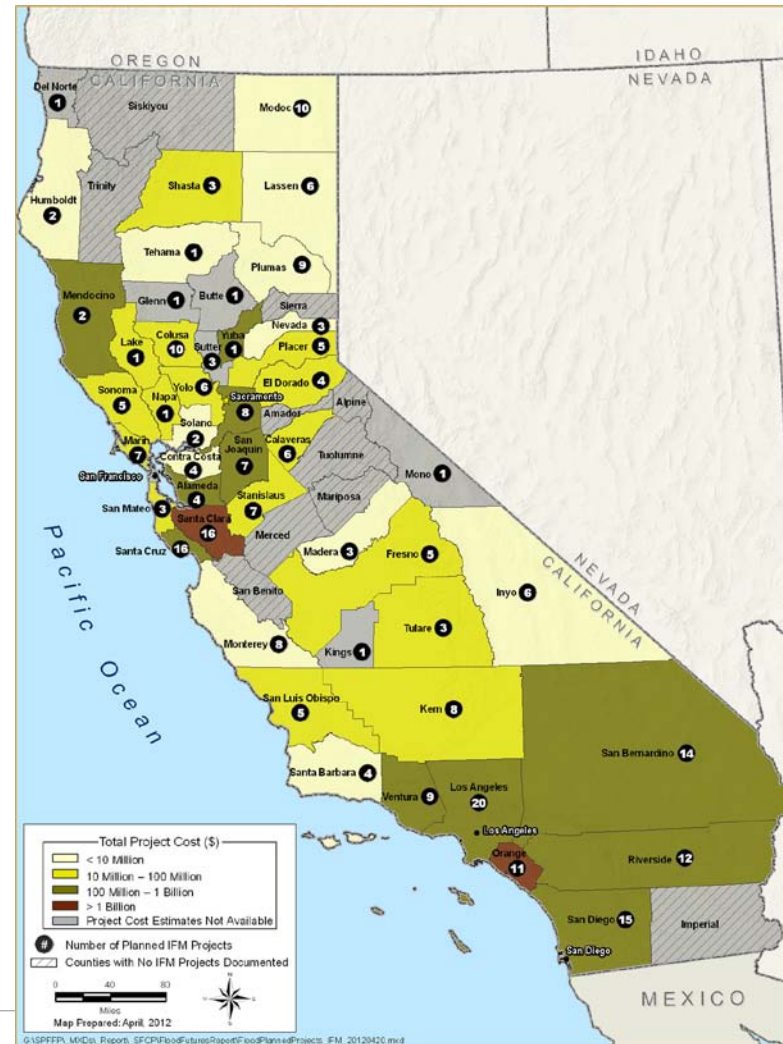 OREGON
IDAHO
CALIFORNIA
NEVADA
Del Norte
1
Siskiyou
Modoc
10
Trinity
Shasta
3
Lassen
6
Humboldt
2
Tehama
1
Plumas
9
Mendocino
2
Glenn
1
Butte
1
Sierra
Nevada
3
Colusa
10
Yuba
1
Sutter
3
Placer
5
Lake
1
Yolo
6
El Dorado
4
Sonoma
5
Napa
1
Sacramento
8
Alpine
Amador
Solano
2
Marin
7
San Joaquin
7
Calaveras
6
Contra Costa
4
Tuolumne
San Francisco
Alameda
4
Mono
1
Stanislaus
7
Mariposa
San Mateo
3
Santa Clara
16
Merced
Santa Cruz
16
Madera
3
Fresno
5
NEVADA
CALIFORNIA
San Benito
Inyo
6
Pacific Ocean
Tulare
3
Monterey
8
Kings
1
San Luis Obispo
5
Kern
8
San Bernardino
14
Santa Barbara
4
Ventura
9
Los Angeles
20
Los Angeles
Orange
11
Riverside
12
San Diego
15
Imperial
San Diego
MEXICO
Total Project Cost ($)
< 10 Million
10 Million – 100 Million
100 Million – 1 Billion
> 1 Billion
Project Cost Estimates Not Available
# Number of Planned IFM Projects
Counties with No IFM Projects Documented
0 40 80
Miles
N
W E
S
Map Prepared: April, 2012